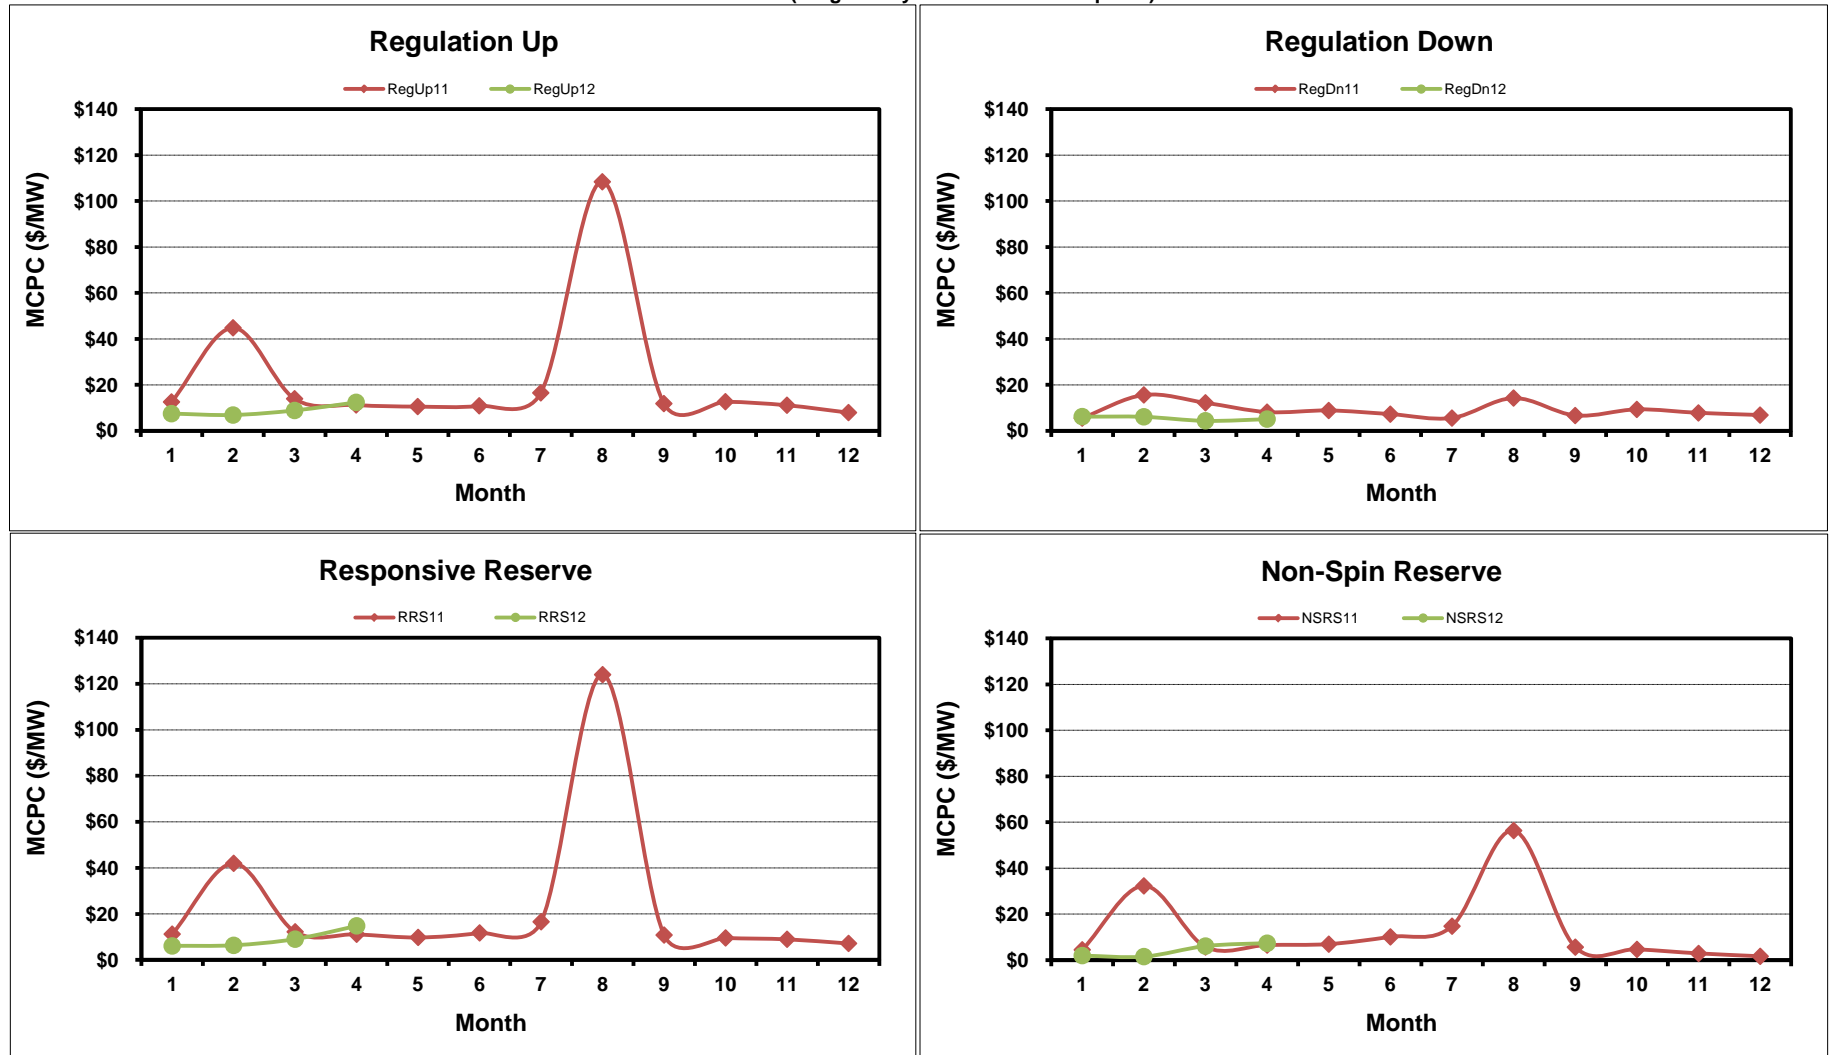 Regulation Up
RegUp11 RegUp12
MCPC ($/MW)
$140
$120
$100
$80
$60
$40
$20
$0
1 2 3 4 5 6 7 8 9 10 11 12
Month
Regulation Down
RegDn11 RegDn12
MCPC ($/MW)
$140
$120
$100
$80
$60
$40
$20
$0
1 2 3 4 5 6 7 8 9 10 11 12
Month
Responsive Reserve
RRS11 RRS12
MCPC ($/MW)
$140
$120
$100
$80
$60
$40
$20
$0
1 2 3 4 5 6 7 8 9 10 11 12
Month
Non-Spin Reserve
NSRS11 NSRS12
MCPC ($/MW)
$140
$120
$100
$80
$60
$40
$20
$0
1 2 3 4 5 6 7 8 9 10 11 12
Month